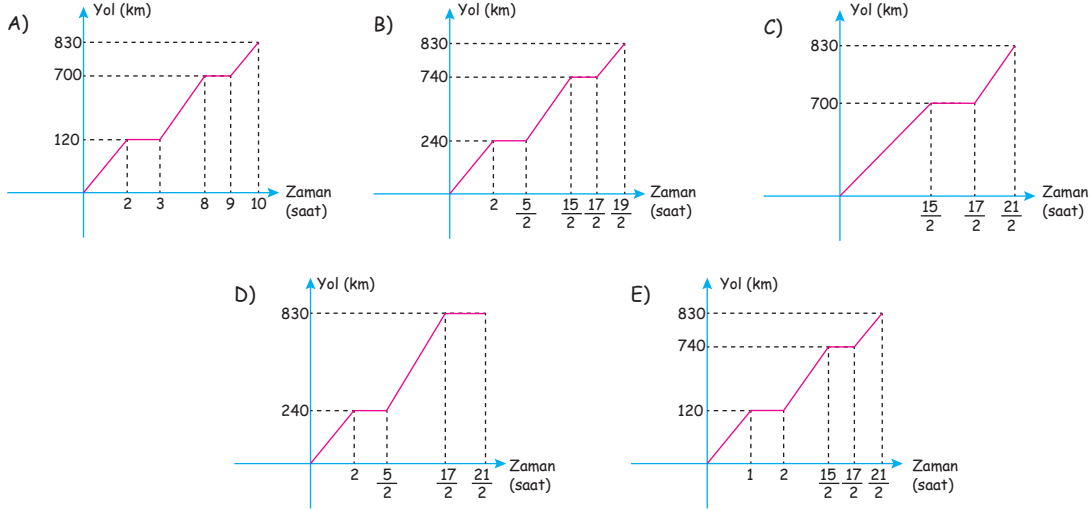 A)
Yol (km)
830
700
120
2 3 8 9 10
Zaman
(saat)
B)
Yol (km)
830
740
240
2 5/2 15/2 17/2 19/2
Zaman
(saat)
C)
Yol (km)
830
700
15/2 17/2 21/2
Zaman
(saat)
D)
Yol (km)
830
240
2 5/2 17/2 21/2
Zaman
(saat)
E)
Yol (km)
830
740
120
1 2 15/2 17/2 21/2
Zaman
(saat)